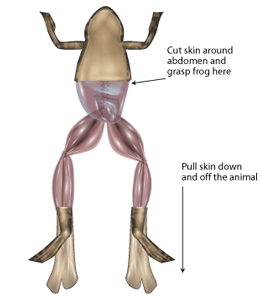 Cut skin around
abdomen and
grasp frog here
Pull skin down
and off the animal